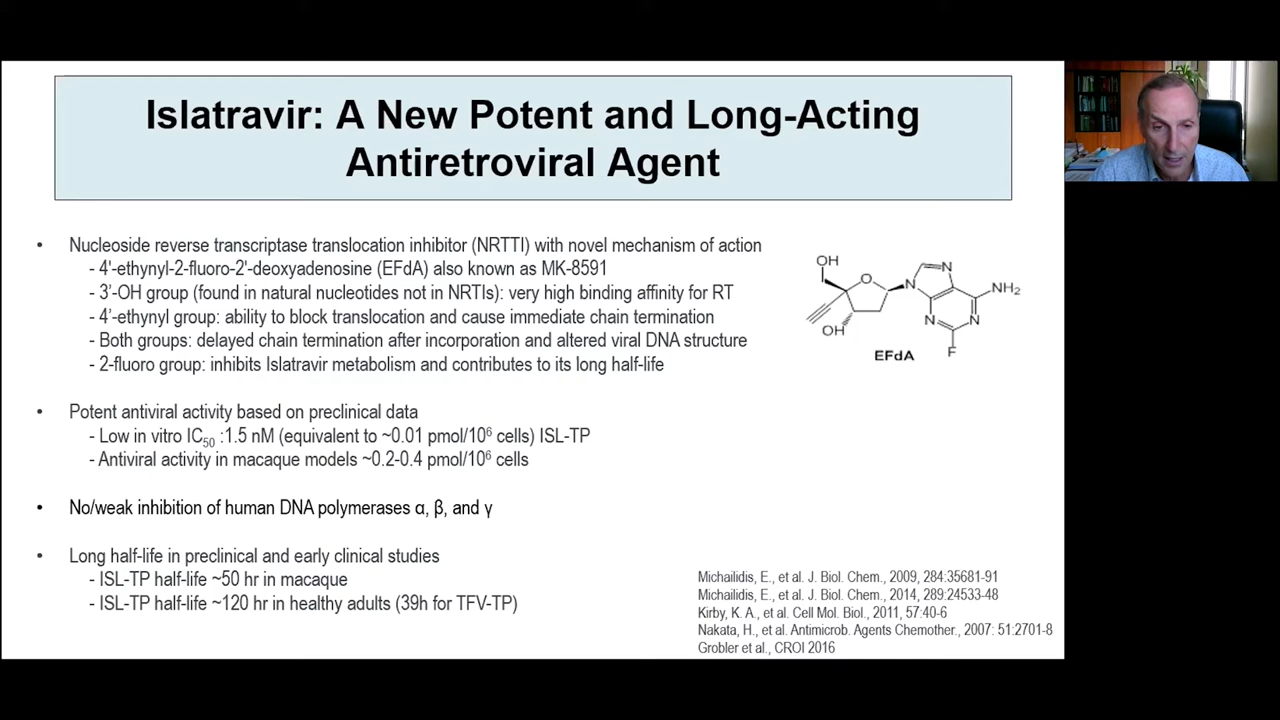 Islatravir: A New Potent and Long-Acting
Antiretroviral Agent
• Nucleoside reverse transcriptase translocation inhibitor (NRTTI) with novel mechanism of action
- 4'-ethynyl-2-fluoro-2'-deoxyadenosine (EFdA) also known as MK-8591
- 3'-OH group (found in natural nucleotides not in NRTIs): very high binding affinity for RT
- 4'-ethynyl group: ability to block translocation and cause immediate chain termination
- Both groups: delayed chain termination after incorporation and altered viral DNA structure
- 2-fluoro group: inhibits Islatravir metabolism and contributes to its long half-life
OH
O
N
N
NH₂
OH
N
N
F
EFdA
• Potent antiviral activity based on preclinical data
- Low in vitro IC₅₀ :1.5 nM (equivalent to ~0.01 pmol/10⁶ cells) ISL-TP
- Antiviral activity in macaque models ~0.2-0.4 pmol/10⁶ cells
• No/weak inhibition of human DNA polymerases α, β, and γ
• Long half-life in preclinical and early clinical studies
- ISL-TP half-life ~50 hr in macaque
- ISL-TP half-life ~120 hr in healthy adults (39h for TFV-TP)
Michailidis, E., et al. J. Biol. Chem., 2009, 284:35681-91
Michailidis, E., et al. J. Biol. Chem., 2014, 289:24533-48
Kirby, K. A., et al. Cell Mol. Biol., 2011, 57:40-6
Nakata, H., et al. Antimicrob. Agents Chemother., 2007: 51:2701-8
Grobler et al., CROI 2016